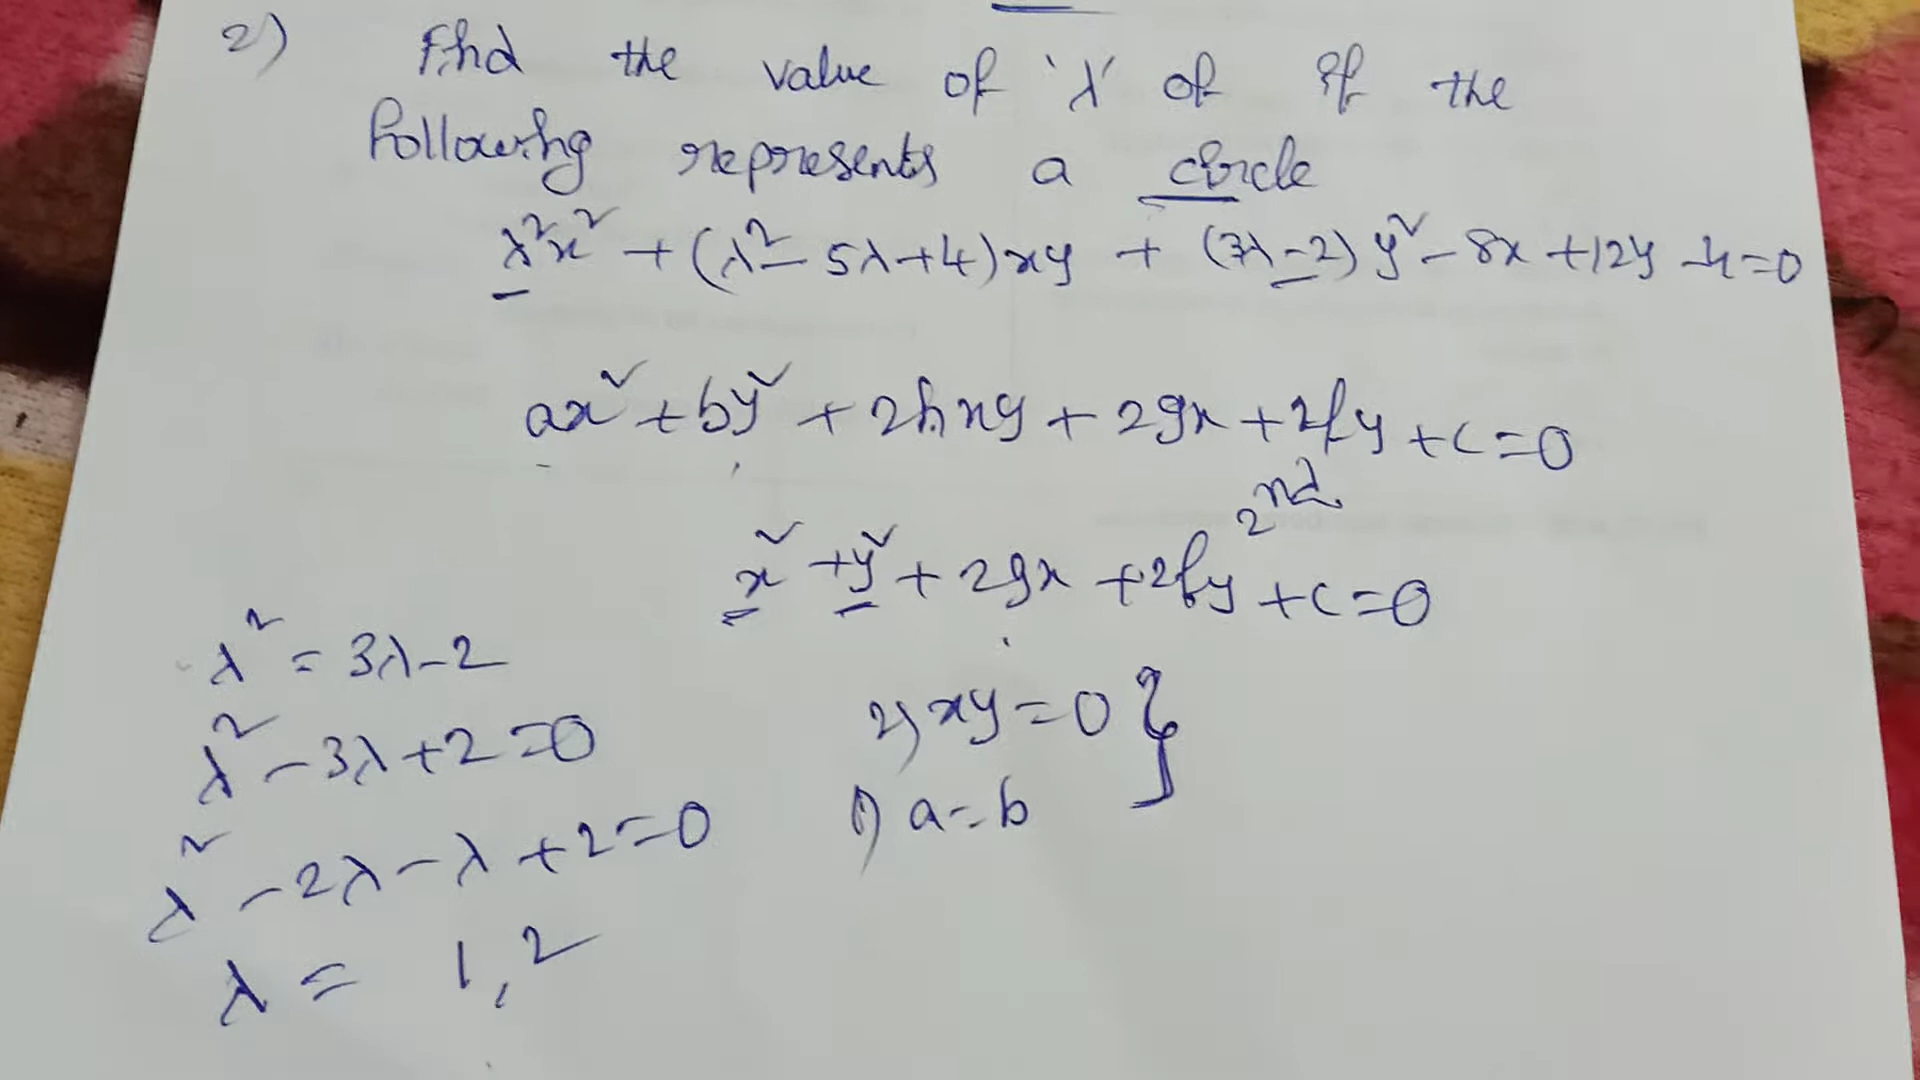 2) Find the value of 'λ' of if the
following represents a circle
λ²x² + (λ² - 5λ + 4)xy + (3λ - 2)y² - 8x + 12y - 4 = 0
ax² + by² + 2hxy + 2gx + 2fy + c = 0
2nd
x² + y² + 2gx + 2fy + c = 0
λ² = 3λ - 2
λ² - 3λ + 2 = 0
λ² - 2λ - λ + 2 = 0
λ = 1, 2
2) xy = 0 }
1) a = b